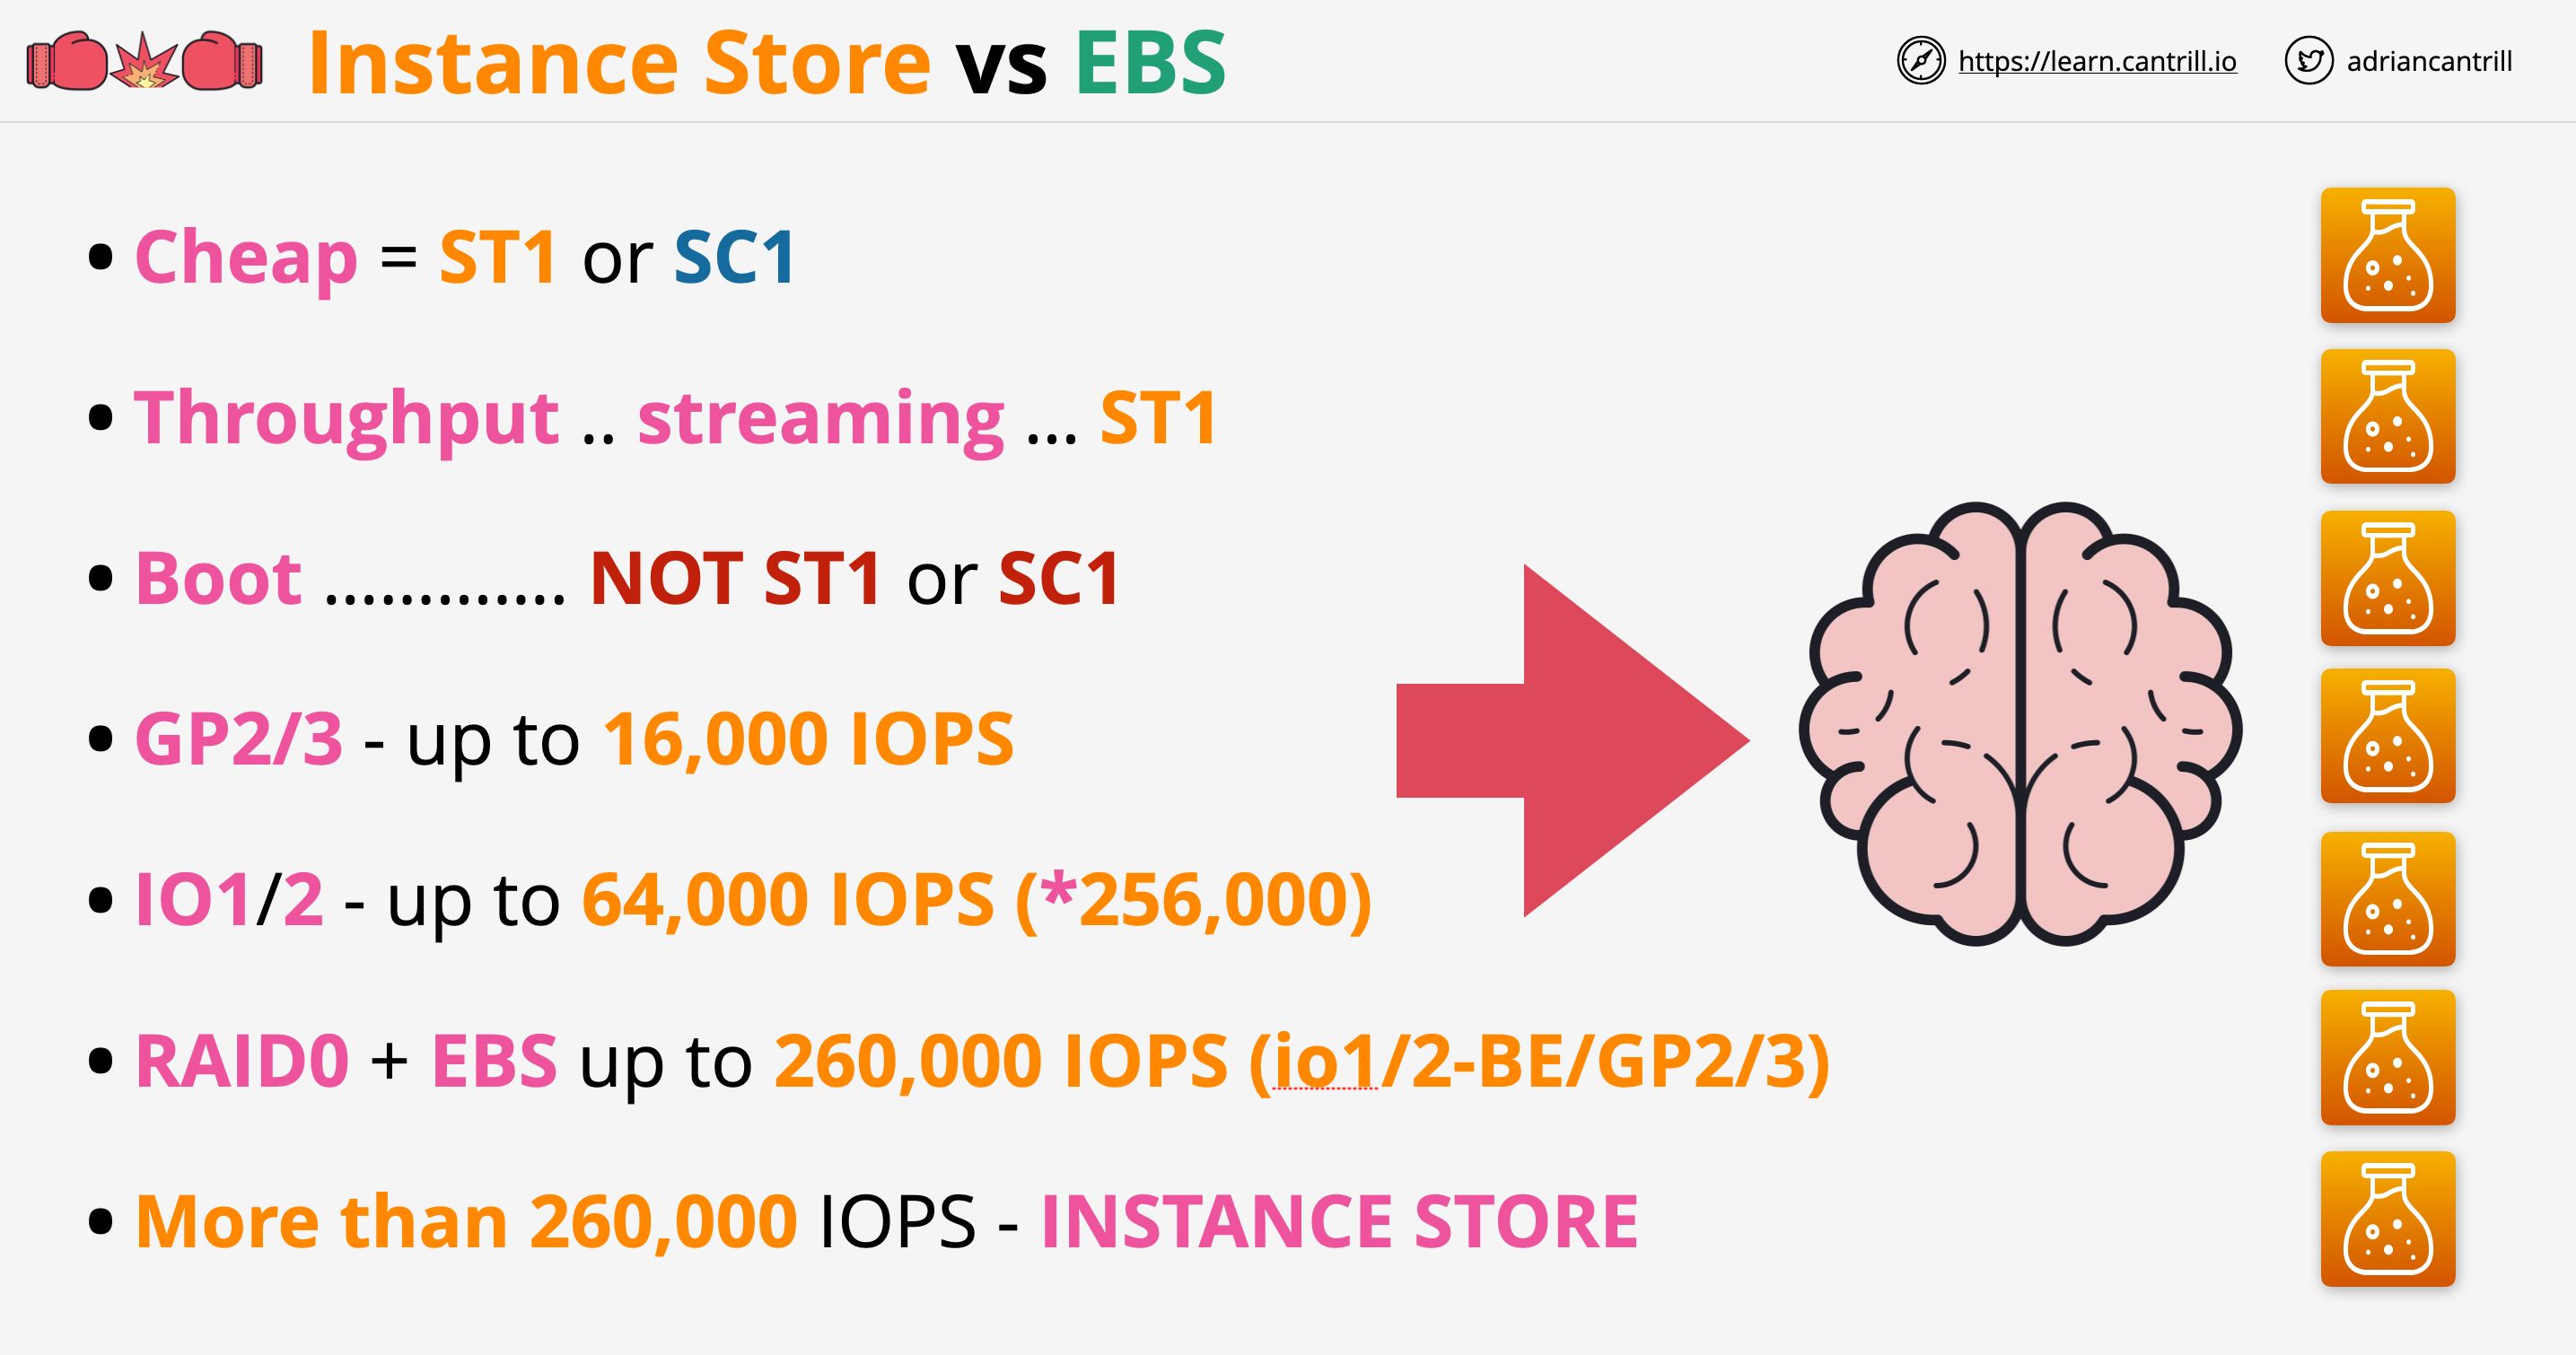 Instance Store vs EBS
https://learn.cantrill.io
adriancantrill
• Cheap = ST1 or SC1
• Throughput .. streaming ... ST1
• Boot ............. NOT ST1 or SC1
• GP2/3 - up to 16,000 IOPS
• IO1/2 - up to 64,000 IOPS (*256,000)
• RAID0 + EBS up to 260,000 IOPS (io1/2-BE/GP2/3)
• More than 260,000 IOPS - INSTANCE STORE